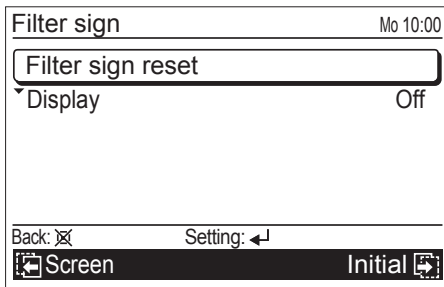 Filter sign Mo 10:00
Filter sign reset
Display Off
Back: Setting:
Screen Initial